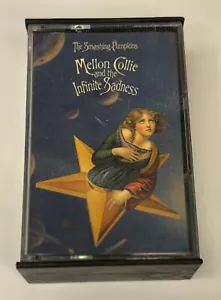 The Smashing Pumpkins
Mellon Collie
and the
Infinite Sadness